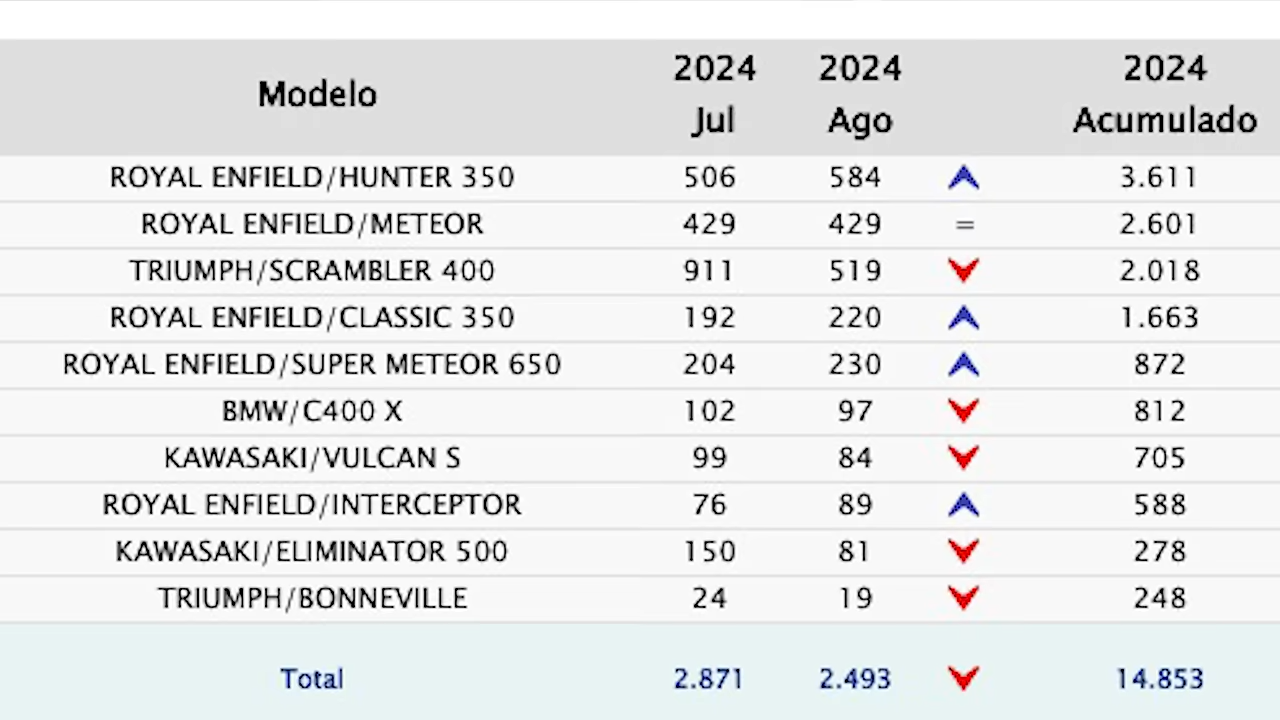 Modelo 2024 Jul 2024 Ago 2024 Acumulado
ROYAL ENFIELD/HUNTER 350 506 584 3.611
ROYAL ENFIELD/METEOR 429 429 = 2.601
TRIUMPH/SCRAMBLER 400 911 519 2.018
ROYAL ENFIELD/CLASSIC 350 192 220 1.663
ROYAL ENFIELD/SUPER METEOR 650 204 230 872
BMW/C400 X 102 97 812
KAWASAKI/VULCAN S 99 84 705
ROYAL ENFIELD/INTERCEPTOR 76 89 588
KAWASAKI/ELIMINATOR 500 150 81 278
TRIUMPH/BONNEVILLE 24 19 248
Total 2.871 2.493 14.853